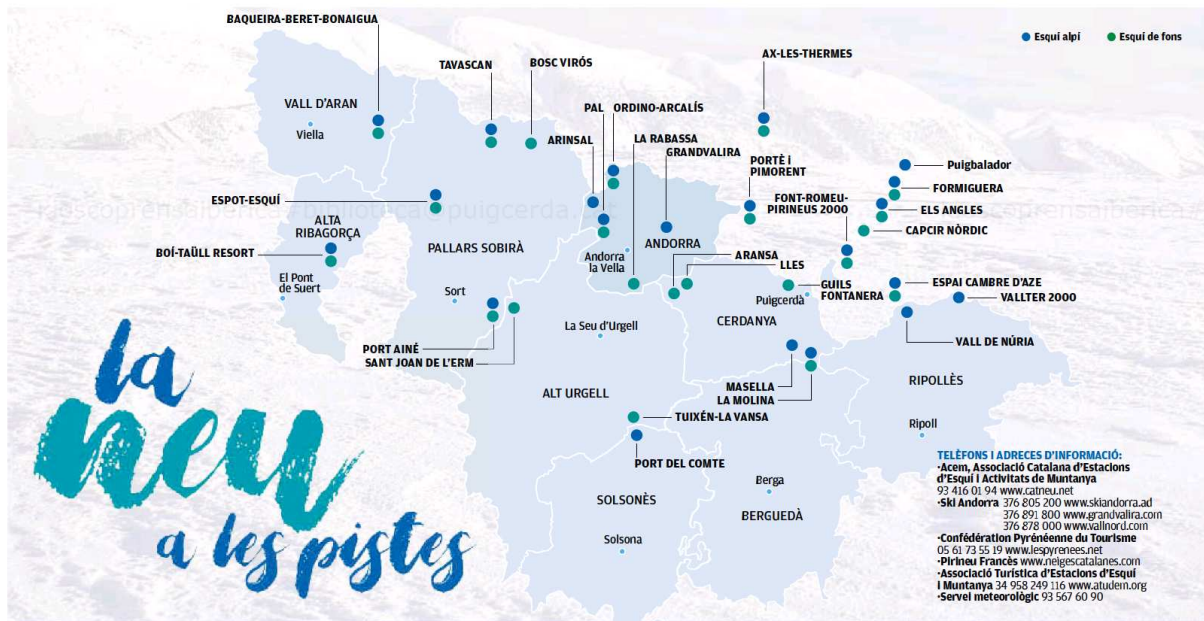 BAQUEIRA-BERET-BONAIGUA
TAVASCAN
BOSC VIRÓS
AX-LES-THERMES
Esquí alpí
Esquí de fons
VALL D'ARAN
Viella
PAL
ORDINO-ARCALÍS
ARINSAL
LA RABASSA
GRANDVALIRA
PORTÈ I
PIMORENT
Puigbalador
FORMIGUERA
ELS ANGLES
CAPCIR NÒRDIC
FONT-ROMEU-
PIRINEUS 2000
ESPOT-ESQUÍ
ALTA
RIBAGORÇA
BOÍ-TAÜLL RESORT
El Pont
de Suert
PALLARS SOBIRÀ
Sort
ANDORRA
Andorra
la Vella
ARANSA
LLES
Puigcerdà
GUILS
FONTANERA
ESPAI CAMBRE D'AZE
VALLTER 2000
VALL DE NÚRIA
CERDANYA
La Seu d'Urgell
PORT AINÉ
SANT JOAN DE L'ERM
ALT URGELL
MASELLA
LA MOLINA
RIPOLLÈS
Ripoll
TUIXÉN-LA VANSA
PORT DEL COMTE
SOLSONÈS
Solsona
Berga
BERGUEDÀ
la
neu
a les pistes
TELÈFONS I ADRECES D'INFORMACIÓ:
·Acem, Associació Catalana d'Estacions
d'Esquí i Activitats de Muntanya
93 416 01 94 www.catneu.net
·Ski Andorra 376 805 200 www.skiandorra.ad
376 891 800 www.grandvalira.com
376 878 000 www.vallnord.com
·Confédération Pyrénéenne du Tourisme
05 61 73 55 19 www.lespyrenees.net
·Pirineu Francès www.neigescatalanes.com
·Associació Turística d'Estacions d'Esquí
i Muntanya 34 958 249 116 www.atudem.org
·Servei meteorològic 93 567 60 90